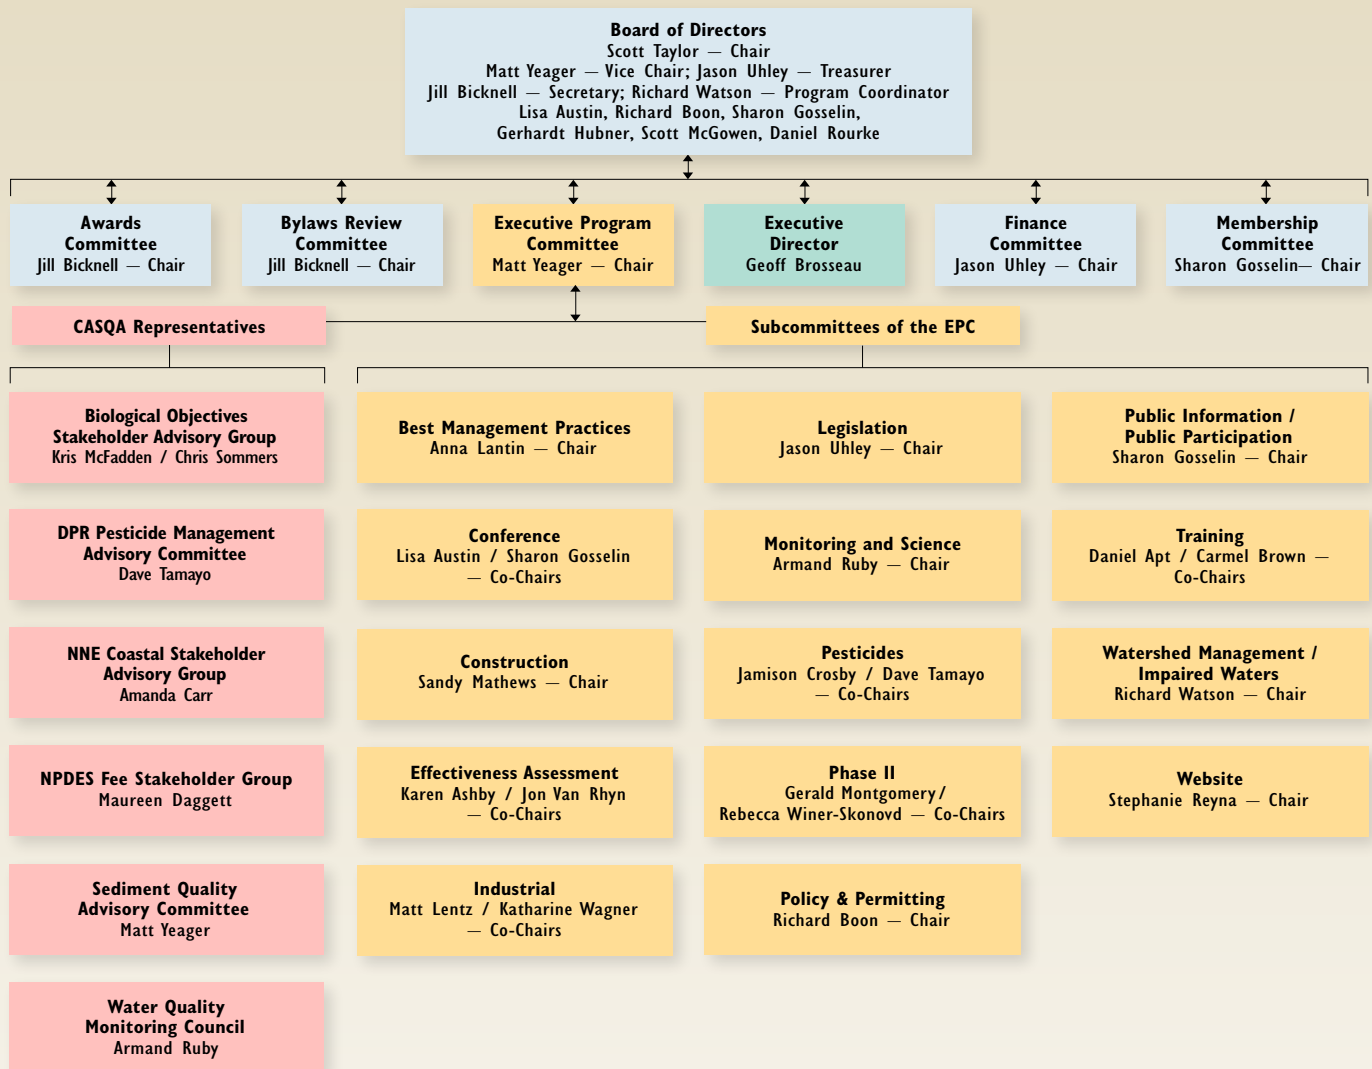 Board of Directors
Scott Taylor — Chair
Matt Yeager — Vice Chair; Jason Uhley — Treasurer
Jill Bicknell — Secretary; Richard Watson — Program Coordinator
Lisa Austin, Richard Boon, Sharon Gosselin,
Gerhardt Hubner, Scott McGowen, Daniel Rourke
Awards
Committee
Jill Bicknell — Chair
Bylaws Review
Committee
Jill Bicknell — Chair
Executive Program
Committee
Matt Yeager — Chair
Executive
Director
Geoff Brosseau
Finance
Committee
Jason Uhley — Chair
Membership
Committee
Sharon Gosselin— Chair
CASQA Representatives
Subcommittees of the EPC
Biological Objectives
Stakeholder Advisory Group
Kris McFadden / Chris Sommers
DPR Pesticide Management
Advisory Committee
Dave Tamayo
NNE Coastal Stakeholder
Advisory Group
Amanda Carr
NPDES Fee Stakeholder Group
Maureen Daggett
Sediment Quality
Advisory Committee
Matt Yeager
Water Quality
Monitoring Council
Armand Ruby
Best Management Practices
Anna Lantin — Chair
Conference
Lisa Austin / Sharon Gosselin
— Co-Chairs
Construction
Sandy Mathews — Chair
Effectiveness Assessment
Karen Ashby / Jon Van Rhyn
— Co-Chairs
Industrial
Matt Lentz / Katharine Wagner
— Co-Chairs
Legislation
Jason Uhley — Chair
Monitoring and Science
Armand Ruby — Chair
Pesticides
Jamison Crosby / Dave Tamayo
— Co-Chairs
Phase II
Gerald Montgomery/
Rebecca Winer-Skonovd — Co-Chairs
Policy & Permitting
Richard Boon — Chair
Public Information /
Public Participation
Sharon Gosselin — Chair
Training
Daniel Apt / Carmel Brown —
Co-Chairs
Watershed Management /
Impaired Waters
Richard Watson — Chair
Website
Stephanie Reyna — Chair